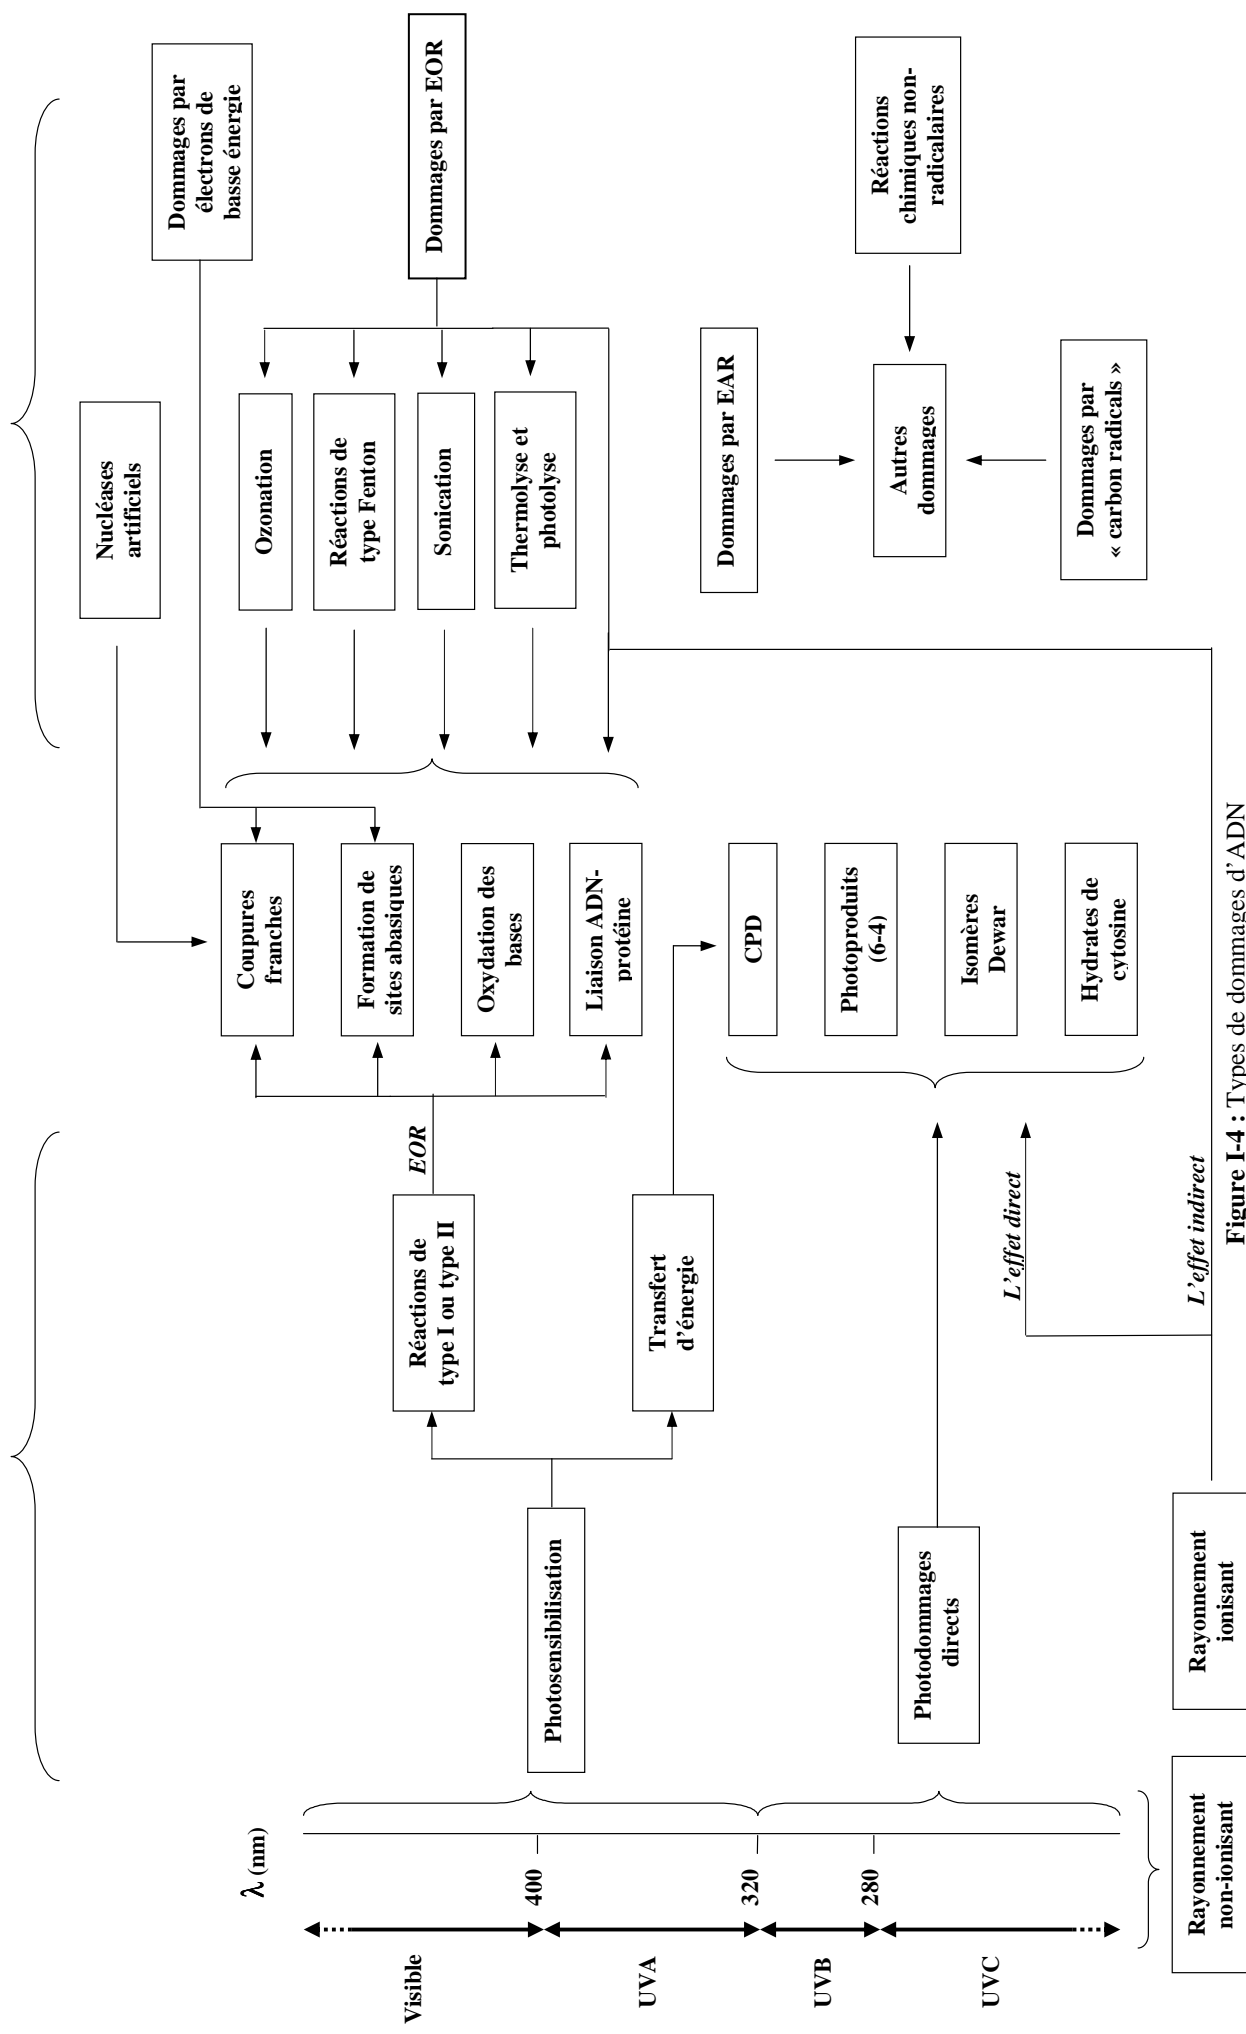 λ (nm)
Visible
400
UVA
320
UVB
280
UVC
Rayonnement
non-ionisant
Photosensibilisation
Photodommages
directs
Rayonnement
ionisant
Réactions de
type I ou type II
EOR
Transfert
d'énergie
L'effet direct
L'effet indirect
Coupures
franches
Formation de
sites abasiques
Oxydation des
bases
Liaison ADN-
protéine
CPD
Photoproduits
(6-4)
Isomères
Dewar
Hydrates de
cytosine
Nucléases
artificiels
Ozonation
Réactions de
type Fenton
Sonication
Thermolyse et
photolyse
Dommages par
électrons de
basse énergie
Dommages par EOR
Dommages par EAR
Autres
dommages
Réactions
chimiques non-
radicalaires
Dommages par
« carbon radicals »
Figure I-4 : Types de dommages d'ADN